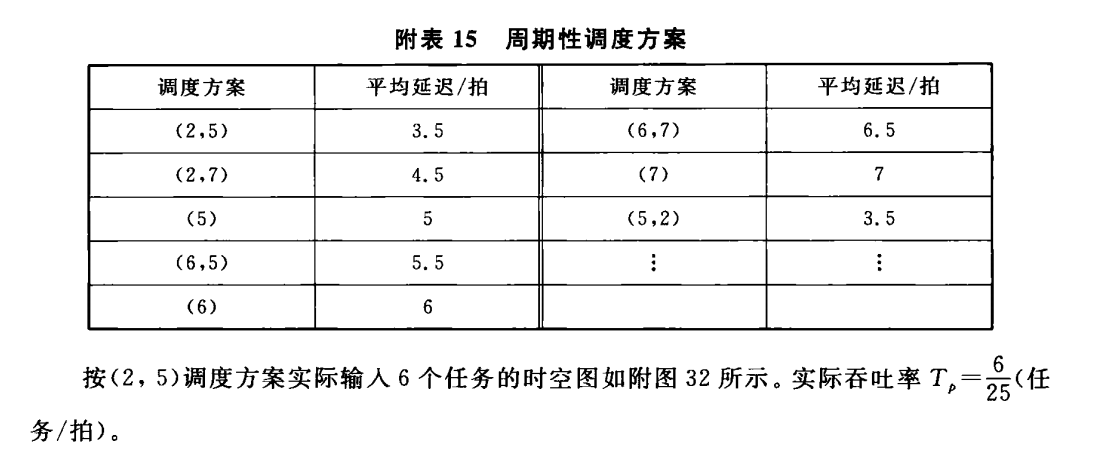 附表 15 周期性调度方案
调度方案 平均延迟/拍 调度方案 平均延迟/拍
(2,5) 3.5 (6,7) 6.5
(2,7) 4.5 (7) 7
(5) 5 (5,2) 3.5
(6,5) 5.5 ⋮ ⋮
(6) 6
按(2, 5)调度方案实际输入 6 个任务的时空图如附图 32 所示。实际吞吐率 Tₚ=6/25(任
务/拍)。